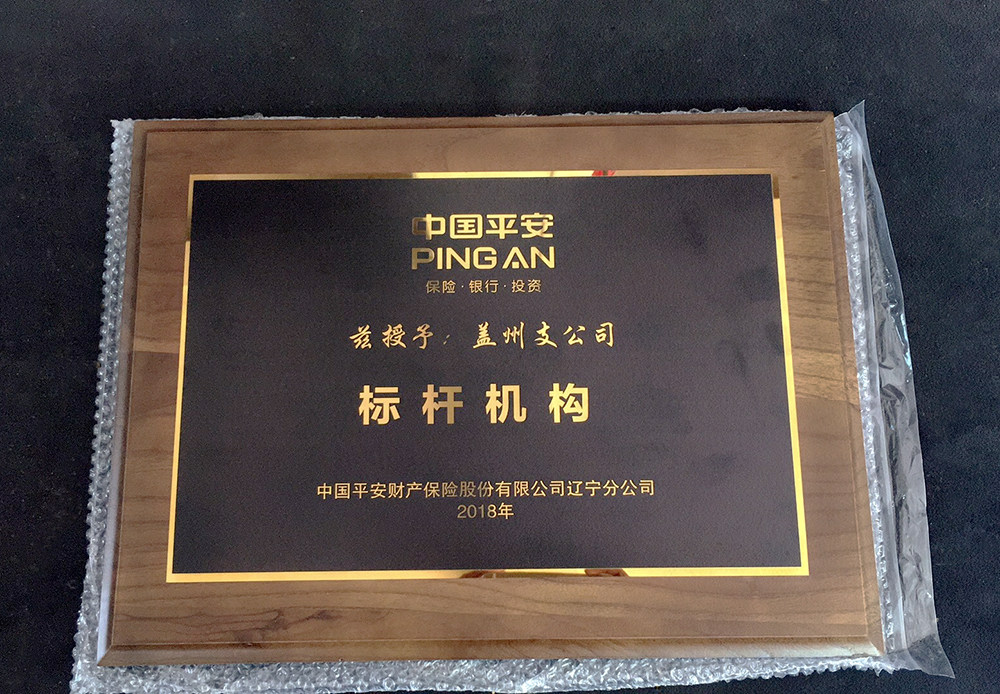 中国平安
PING AN
保险·银行·投资
兹授予：盖州支公司
标杆机构
中国平安财产保险股份有限公司辽宁分公司
2018年